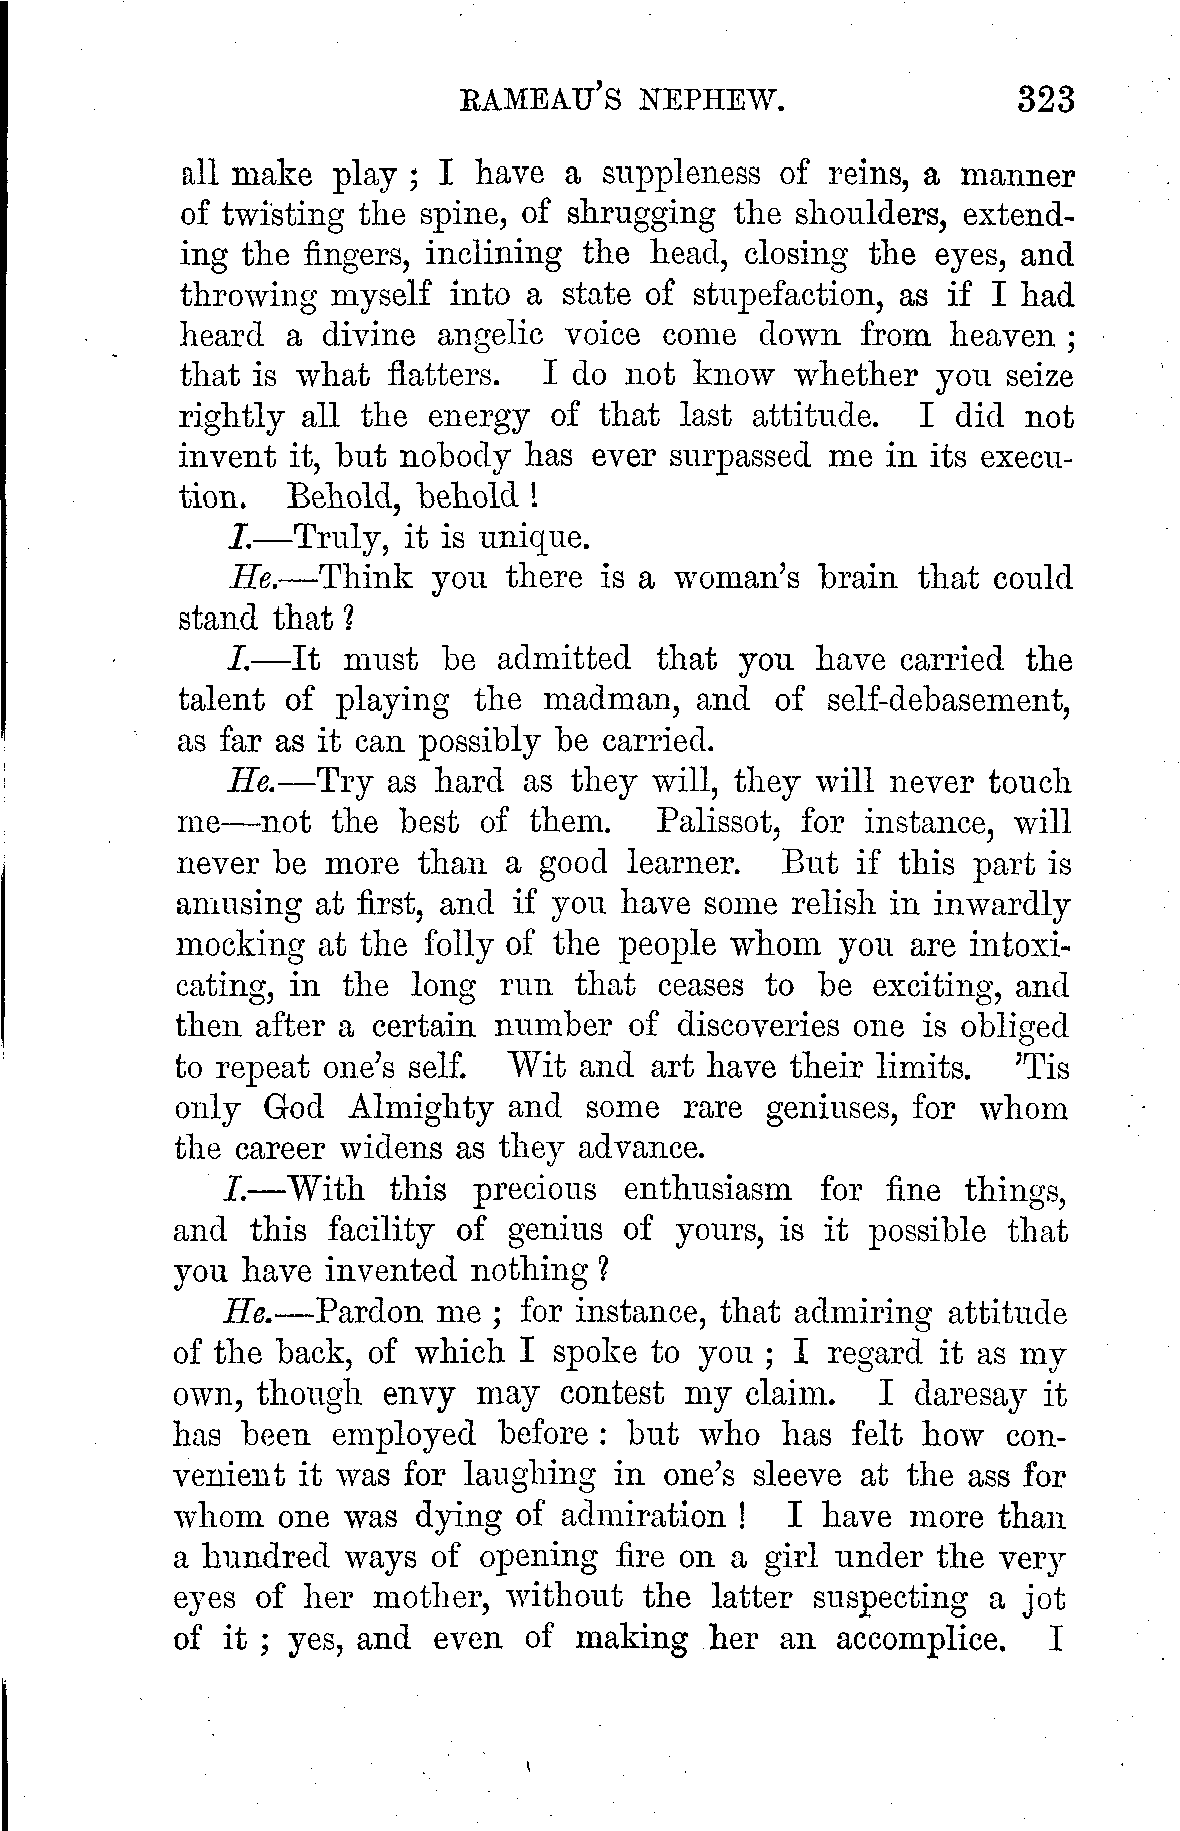 RAMEAU'S NEPHEW. 323
all make play ; I have a suppleness of reins, a manner
of twisting the spine, of shrugging the shoulders, extend-
ing the fingers, inclining the head, closing the eyes, and
throwing myself into a state of stupefaction, as if I had
heard a divine angelic voice come down from heaven ;
that is what flatters. I do not know whether you seize
rightly all the energy of that last attitude. I did not
invent it, but nobody has ever surpassed me in its execu-
tion. Behold, behold !
I.—Truly, it is unique.
He.—Think you there is a woman's brain that could
stand that ?
I.—It must be admitted that you have carried the
talent of playing the madman, and of self-debasement,
as far as it can possibly be carried.
He.—Try as hard as they will, they will never touch
me—not the best of them. Palissot, for instance, will
never be more than a good learner. But if this part is
amusing at first, and if you have some relish in inwardly
mocking at the folly of the people whom you are intoxi-
cating, in the long run that ceases to be exciting, and
then after a certain number of discoveries one is obliged
to repeat one's self. Wit and art have their limits. 'Tis
only God Almighty and some rare geniuses, for whom
the career widens as they advance.
I.—With this precious enthusiasm for fine things,
and this facility of genius of yours, is it possible that
you have invented nothing ?
He.—Pardon me ; for instance, that admiring attitude
of the back, of which I spoke to you ; I regard it as my
own, though envy may contest my claim. I daresay it
has been employed before : but who has felt how con-
venient it was for laughing in one's sleeve at the ass for
whom one was dying of admiration ! I have more than
a hundred ways of opening fire on a girl under the very
eyes of her mother, without the latter suspecting a jot
of it ; yes, and even of making her an accomplice. I